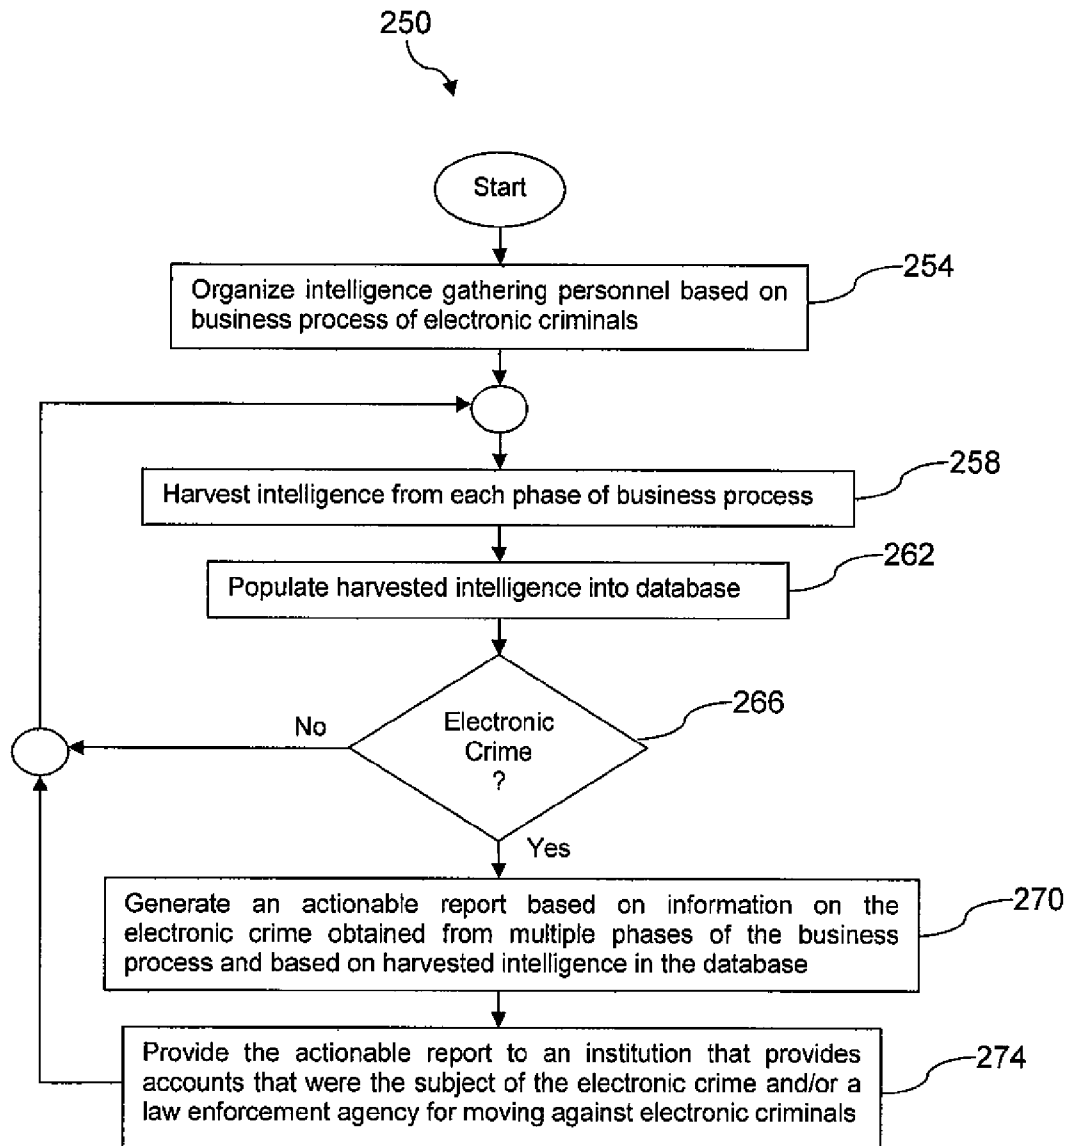 250
Start
254
Organize intelligence gathering personnel based on
business process of electronic criminals
258
Harvest intelligence from each phase of business process
262
Populate harvested intelligence into database
266
No
Electronic
Crime
?
Yes
270
Generate an actionable report based on information on the
electronic crime obtained from multiple phases of the business
process and based on harvested intelligence in the database
274
Provide the actionable report to an institution that provides
accounts that were the subject of the electronic crime and/or a
law enforcement agency for moving against electronic criminals